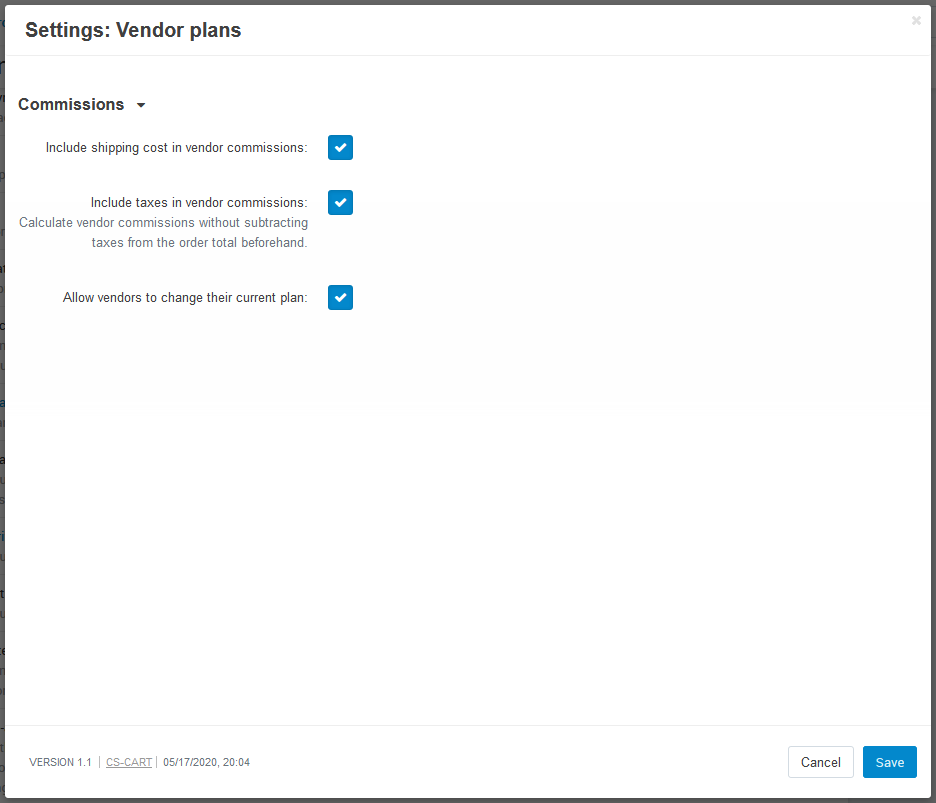 Settings: Vendor plans
Commissions
Include shipping cost in vendor commissions:
Include taxes in vendor commissions:
Calculate vendor commissions without subtracting
taxes from the order total beforehand.
Allow vendors to change their current plan:
VERSION 1.1 | CS-CART | 05/17/2020, 20:04
Cancel
Save